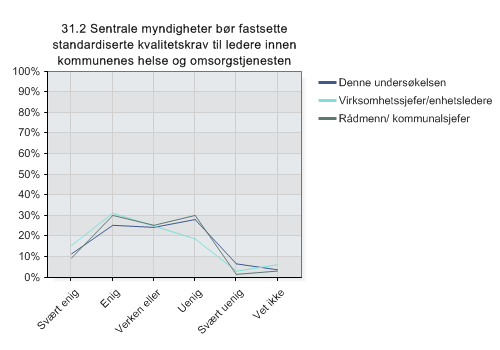 31.2 Sentrale myndigheter bør fastsette
standardiserte kvalitetskrav til ledere innen
kommunenes helse og omsorgstjenesten
100%
90%
80%
70%
60%
50%
40%
30%
20%
10%
0%
Svært enig
Enig
Verken eller
Uenig
Svært uenig
Vet ikke
Denne undersøkelsen
Virksomhetssjefer/enhetsledere
Rådmenn/ kommunalsjefer